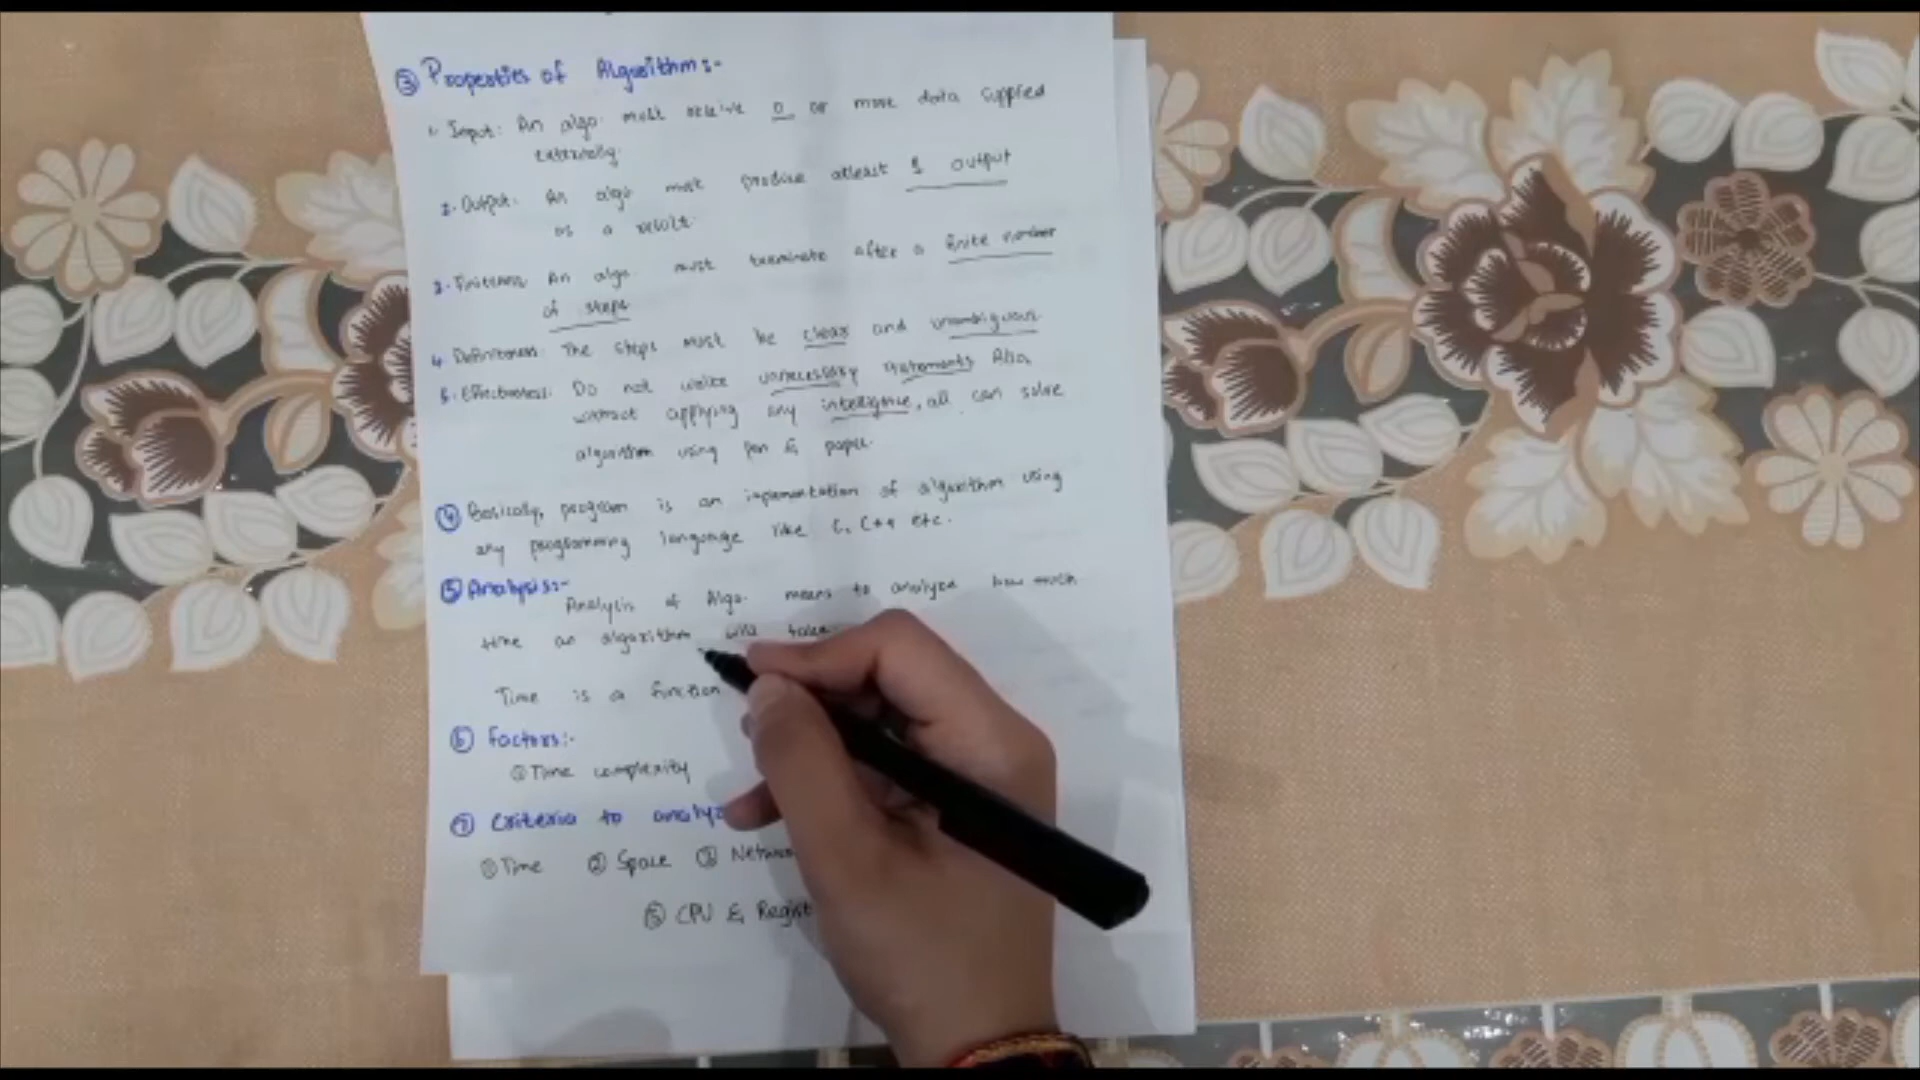 ③ Properties of Algorithm:-
1. Input: An algo. must receive 0 or more data supplied
externally.
2. Output: An algo must produce atleast 1 output
as a result.
3. Finiteness: An algo. must terminate after a finite number
of steps
4. Definiteness: The steps must be clear and unambiguous.
5. Effectiveness: Do not write unnecessary statements. Also,
without applying any intelligence, all can solve
algorithm using pen & paper.
④ Basically, program is an inpementation of algorithm using
any programming language like C, C++ etc.
⑤ Analysis:-
Analysis of Algo. means to analyze how much
time an algorithm will take.
Time is a function
⑥ Factors:-
① Time complexity
⑦ Criteria to analyz
① Time ② Space ③ Networ
⑤ CPU & Regist